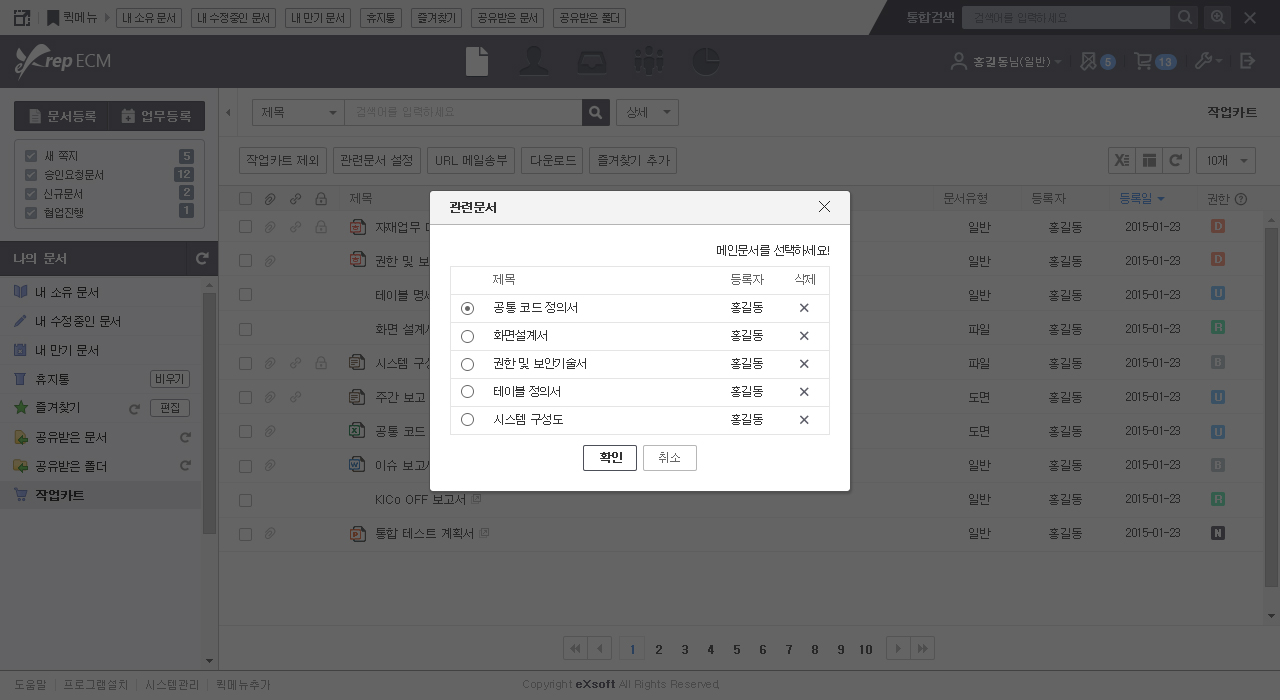 퀵메뉴 내 소유 문서 내 수정중인 문서 내 만기 문서 휴지통 즐겨찾기 공유받은 문서 공유받은 폴더 통합검색 검색어를 입력하세요
eXrep ECM 홍길동님(일반) 5 13
문서등록 업무등록
새 쪽지 5
승인요청문서 12
신규문서 2
협업진행 1
나의 문서
내 소유 문서
내 수정중인 문서
내 만기 문서
휴지통 비우기
즐겨찾기 편집
공유받은 문서
공유받은 폴더
작업카트
제목 검색어를 입력하세요 상세 작업카트
작업카트 제외 관련문서 설정 URL 메일송부 다운로드 즐겨찾기 추가 10개
제목 문서유형 등록자 등록일 권한
자재업무 일반 홍길동 2015-01-23 D
권한 및 보 일반 홍길동 2015-01-23 D
테이블 명세 일반 홍길동 2015-01-23 U
화면 설계서 파일 홍길동 2015-01-23 R
시스템 구성 파일 홍길동 2015-01-23 B
주간 보고 도면 홍길동 2015-01-23 U
공통 코드 도면 홍길동 2015-01-23 U
이슈 보고서 일반 홍길동 2015-01-23 B
KICo OFF 보고서 일반 홍길동 2015-01-23 R
통합 테스트 계획서 일반 홍길동 2015-01-23 N
관련문서
메인문서를 선택하세요!
제목 등록자 삭제
공통 코드 정의서 홍길동
화면설계서 홍길동
권한 및 보안기술서 홍길동
테이블 정의서 홍길동
시스템 구성도 홍길동
확인 취소
1 2 3 4 5 6 7 8 9 10
도움말 프로그램설치 시스템관리 퀵메뉴추가 Copyright eXsoft All Rights Reserved.